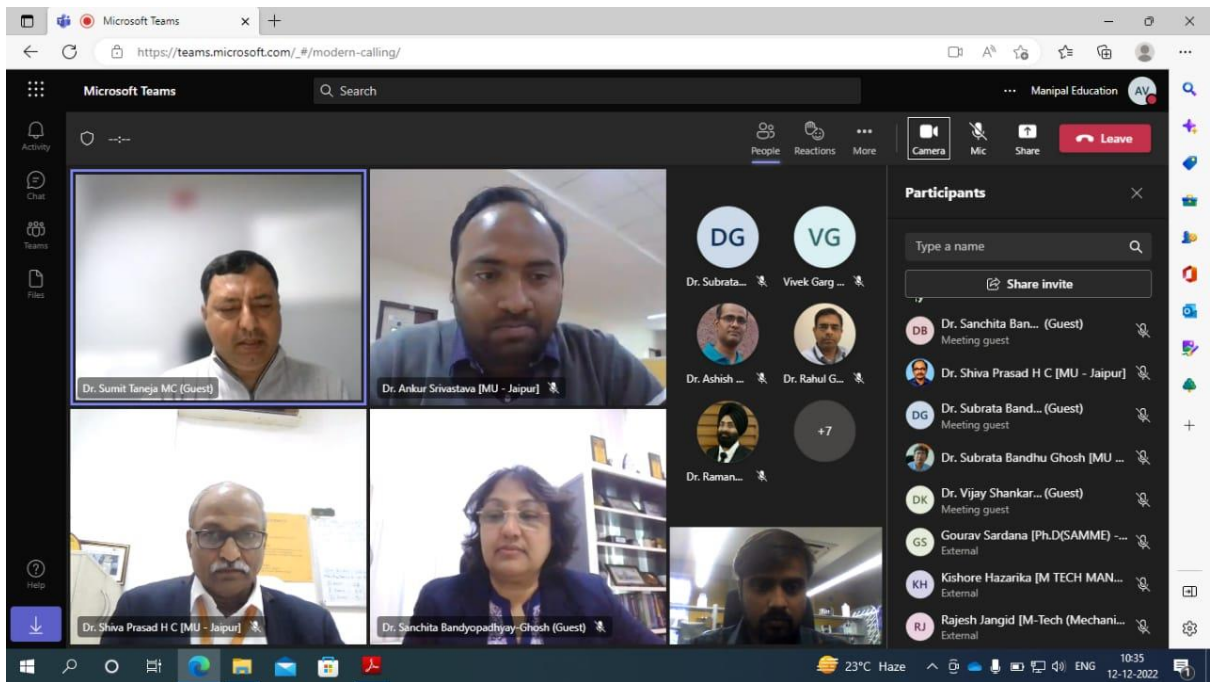 Microsoft Teams
https://teams.microsoft.com/_#/modern-calling/
Microsoft Teams
Search
Manipal Education
AV
Activity
Chat
Teams
Files
Help
--:--
People
Reactions
More
Camera
Mic
Share
Leave
Dr. Sumit Taneja MC (Guest)
Dr. Ankur Srivastava [MU - Jaipur]
Dr. Shiva Prasad H C [MU - Jaipur]
Dr. Sanchita Bandyopadhyay-Ghosh (Guest)
DG
VG
Dr. Subrata...
Vivek Garg ...
Dr. Ashish ...
Dr. Rahul G...
+7
Dr. Raman...
Participants
Type a name
Share invite
DB
Dr. Sanchita Ban... (Guest)
Meeting guest
Dr. Shiva Prasad H C [MU - Jaipur]
DG
Dr. Subrata Band... (Guest)
Meeting guest
Dr. Subrata Bandhu Ghosh [MU ...
DK
Dr. Vijay Shankar... (Guest)
Meeting guest
GS
Gourav Sardana [Ph.D(SAMME) -...
External
KH
Kishore Hazarika [M TECH MAN...
External
RJ
Rajesh Jangid [M-Tech (Mechani...
External
23°C Haze
ENG
10:35
12-12-2022